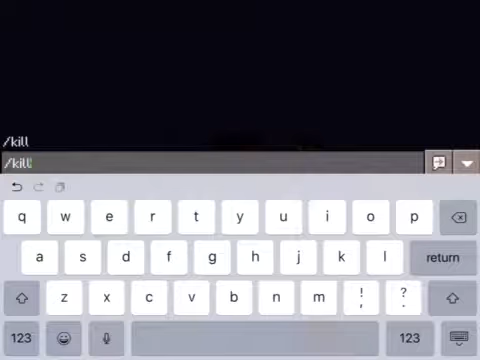 /kill
/kill
q w e r t y u i o p
a s d f g h j k l return
z x c v b n m ! , ? .
123 123